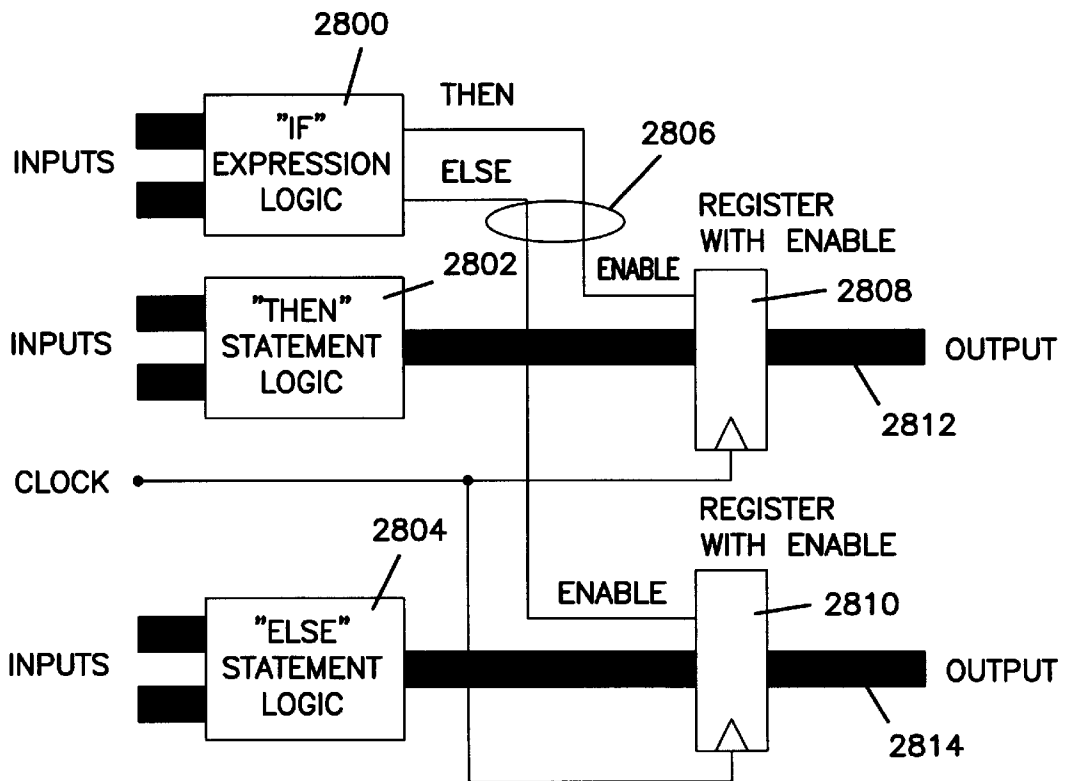 2800
"IF"
EXPRESSION
LOGIC
INPUTS
THEN
ELSE
2806
REGISTER
WITH ENABLE
ENABLE
2802
"THEN"
STATEMENT
LOGIC
INPUTS
2808
OUTPUT
2812
CLOCK
REGISTER
WITH ENABLE
2804
"ELSE"
STATEMENT
LOGIC
INPUTS
ENABLE
2810
OUTPUT
2814